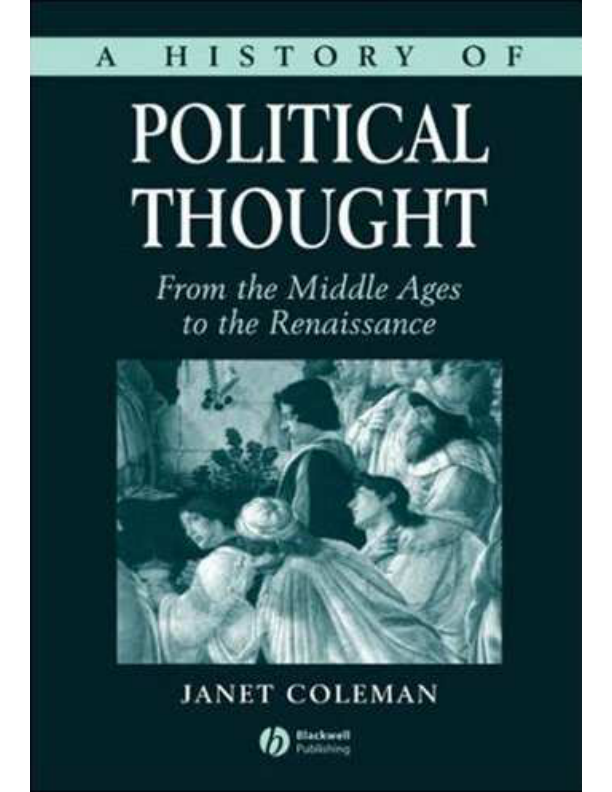 A HISTORY OF
POLITICAL
THOUGHT
From the Middle Ages
to the Renaissance
JANET COLEMAN
b
Blackwell
Publishing